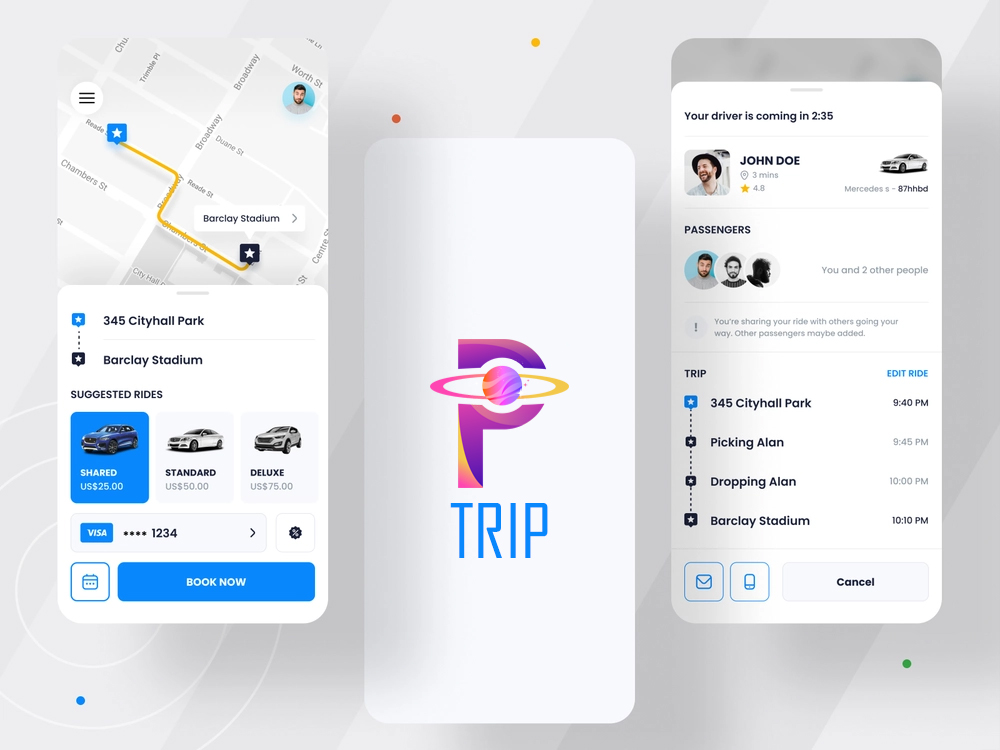 Trimble Pl
Broadway
Worth St
Reade
Broadway
Duane St
Chambers St
Reade St
Broadway
Barclay Stadium
Chambers St
Centre St
City Hall
345 Cityhall Park
Barclay Stadium
SUGGESTED RIDES
SHARED
US$25.00
STANDARD
US$50.00
DELUXE
US$75.00
VISA **** 1234
BOOK NOW
P
TRIP
Your driver is coming in 2:35
JOHN DOE
3 mins
4.8
Mercedes s - 87hhbd
PASSENGERS
You and 2 other people
You're sharing your ride with others going your
way. Other passengers maybe added.
TRIP EDIT RIDE
345 Cityhall Park 9:40 PM
Picking Alan 9:45 PM
Dropping Alan 10:00 PM
Barclay Stadium 10:10 PM
Cancel